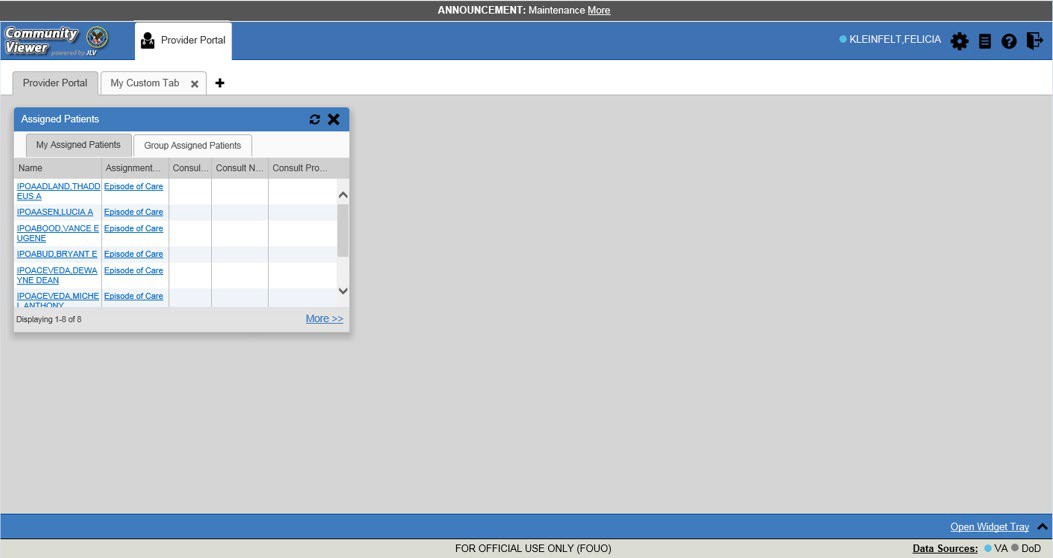 ANNOUNCEMENT: Maintenance More
Community
Viewer
powered by JLV
Provider Portal
KLEINFELT,FELICIA
Provider Portal
My Custom Tab
Assigned Patients
My Assigned Patients
Group Assigned Patients
Name Assignment... Consul... Consult N... Consult Pro...
IPOAADLAND,THADD Episode of Care
EUS A
IPOAASEN,LUCIA A Episode of Care
IPOABOOD,VANCE E Episode of Care
UGENE
IPOABUD,BRYANT E Episode of Care
IPOACEVEDA,DEWA Episode of Care
YNE DEAN
IPOACEVEDA,MICHE Episode of Care
L ANTHONY
Displaying 1-8 of 8
More >>
Open Widget Tray
FOR OFFICIAL USE ONLY (FOUO)
Data Sources: VA DoD